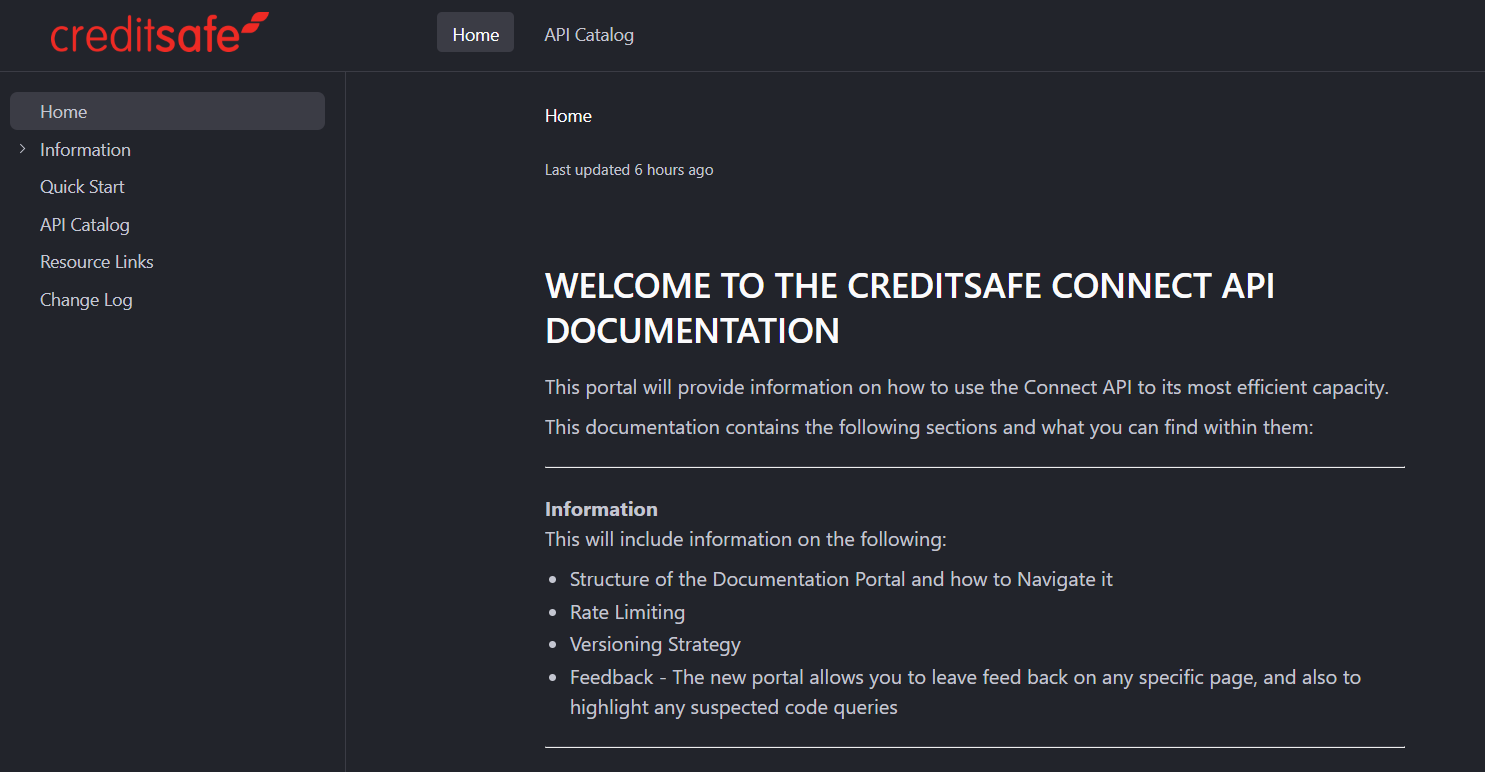 creditsafe
Home
API Catalog
Home
Information
Quick Start
API Catalog
Resource Links
Change Log
Home
Last updated 6 hours ago
WELCOME TO THE CREDITSAFE CONNECT API
DOCUMENTATION
This portal will provide information on how to use the Connect API to its most efficient capacity.
This documentation contains the following sections and what you can find within them:
Information
This will include information on the following:
• Structure of the Documentation Portal and how to Navigate it
• Rate Limiting
• Versioning Strategy
• Feedback - The new portal allows you to leave feed back on any specific page, and also to
highlight any suspected code queries